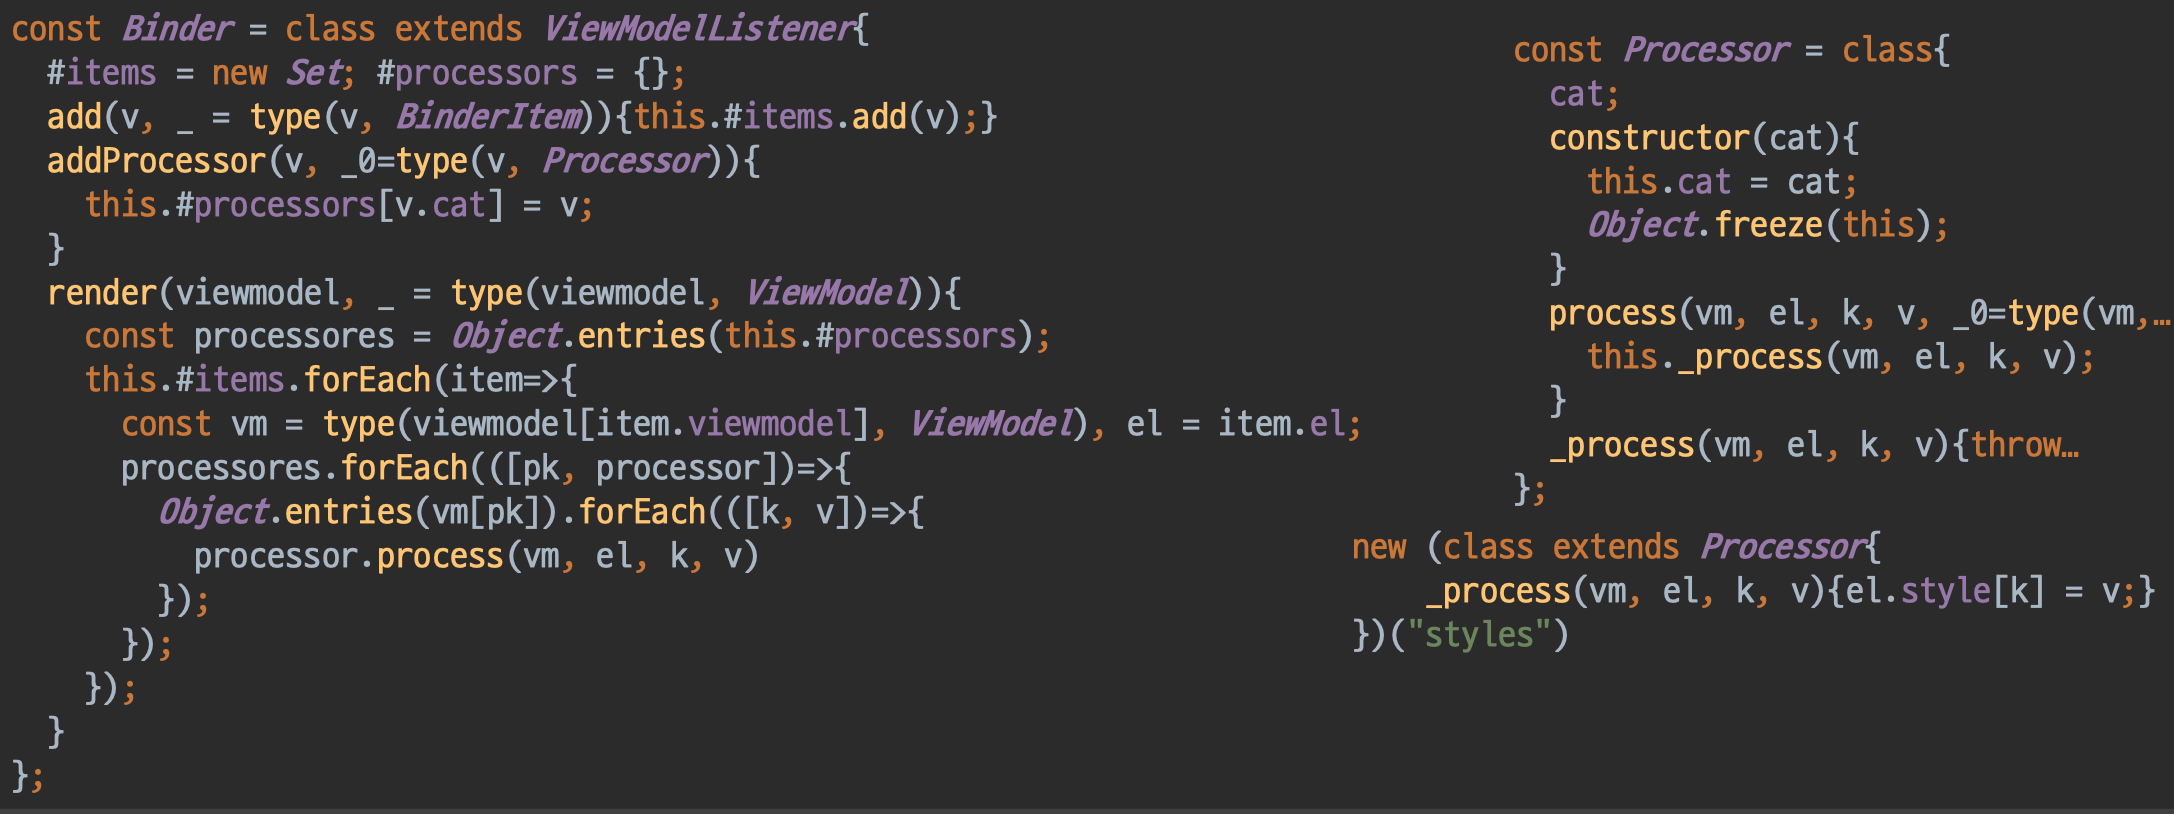 const Binder = class extends ViewModelListener{
  #items = new Set; #processors = {};
  add(v, _ = type(v, BinderItem)){this.#items.add(v);}
  addProcessor(v, _0=type(v, Processor)){
    this.#processors[v.cat] = v;
  }
  render(viewmodel, _ = type(viewmodel, ViewModel)){
    const processores = Object.entries(this.#processors);
    this.#items.forEach(item=>{
      const vm = type(viewmodel[item.viewmodel], ViewModel), el = item.el;
      processores.forEach(([pk, processor])=>{
        Object.entries(vm[pk]).forEach(([k, v])=>{
          processor.process(vm, el, k, v)
        });
      });
    });
  }
};
const Processor = class{
  cat;
  constructor(cat){
    this.cat = cat;
    Object.freeze(this);
  }
  process(vm, el, k, v, _0=type(vm,…
    this._process(vm, el, k, v);
  }
  _process(vm, el, k, v){throw…
};
new (class extends Processor{
    _process(vm, el, k, v){el.style[k] = v;}
})("styles")